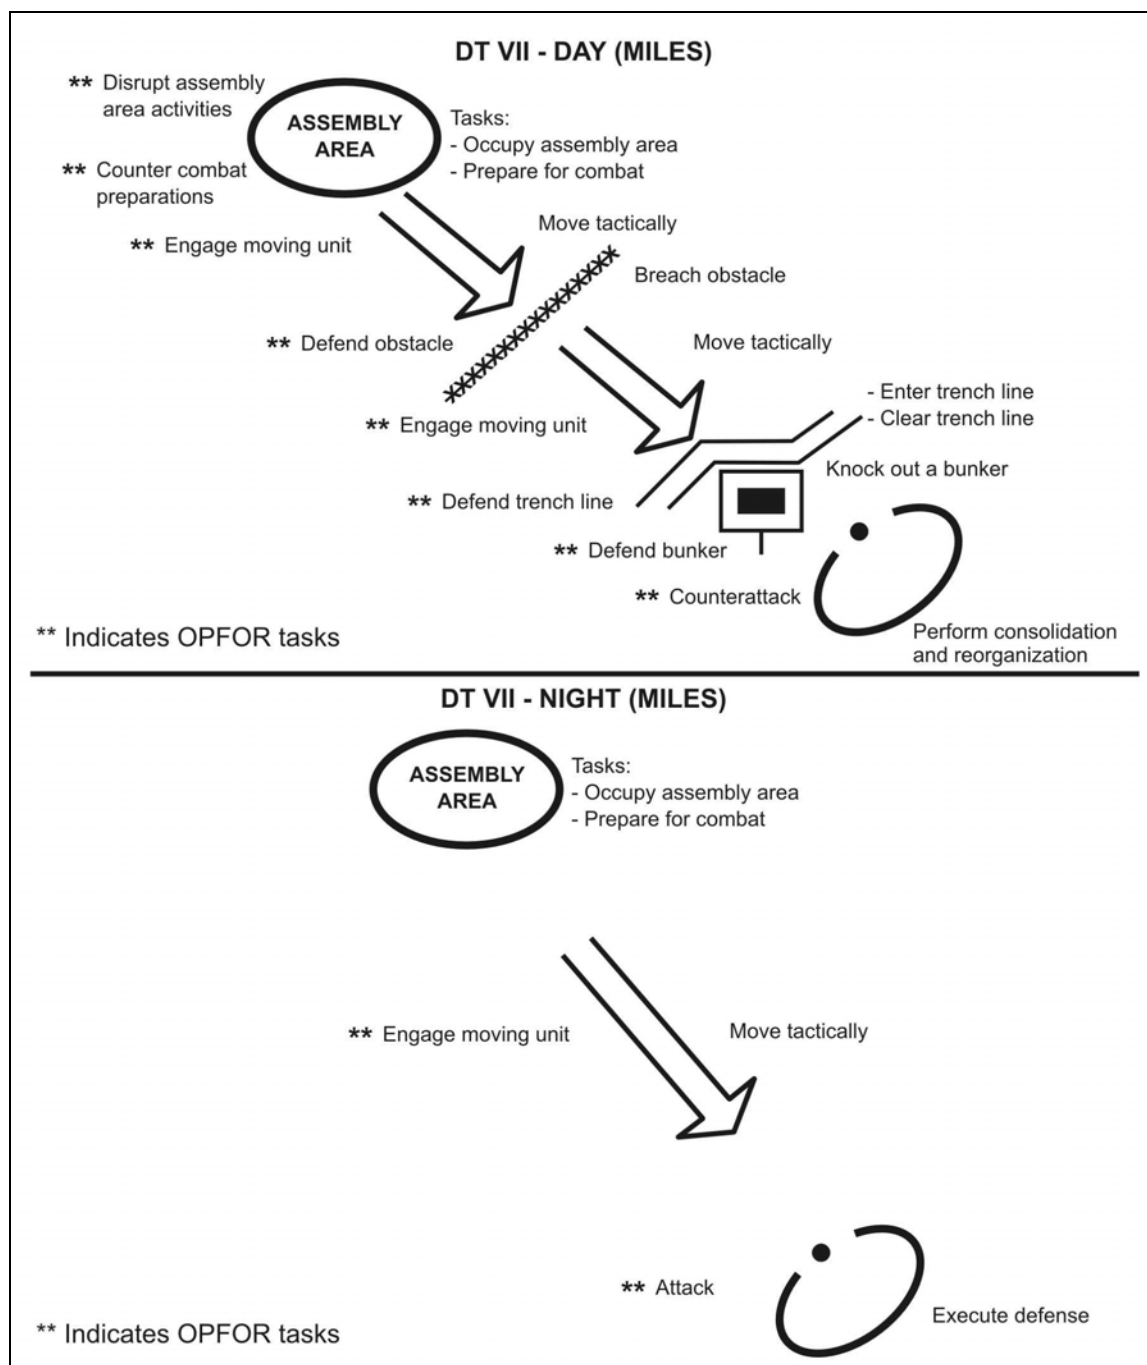 DT VII - DAY (MILES)
** Disrupt assembly
area activities
ASSEMBLY
AREA
Tasks:
- Occupy assembly area
- Prepare for combat
** Counter combat
preparations
** Engage moving unit
Move tactically
Breach obstacle
** Defend obstacle
Move tactically
** Engage moving unit
- Enter trench line
- Clear trench line
Knock out a bunker
** Defend trench line
** Defend bunker
** Counterattack
Perform consolidation
and reorganization
** Indicates OPFOR tasks
DT VII - NIGHT (MILES)
ASSEMBLY
AREA
Tasks:
- Occupy assembly area
- Prepare for combat
** Engage moving unit
Move tactically
** Attack
Execute defense
** Indicates OPFOR tasks